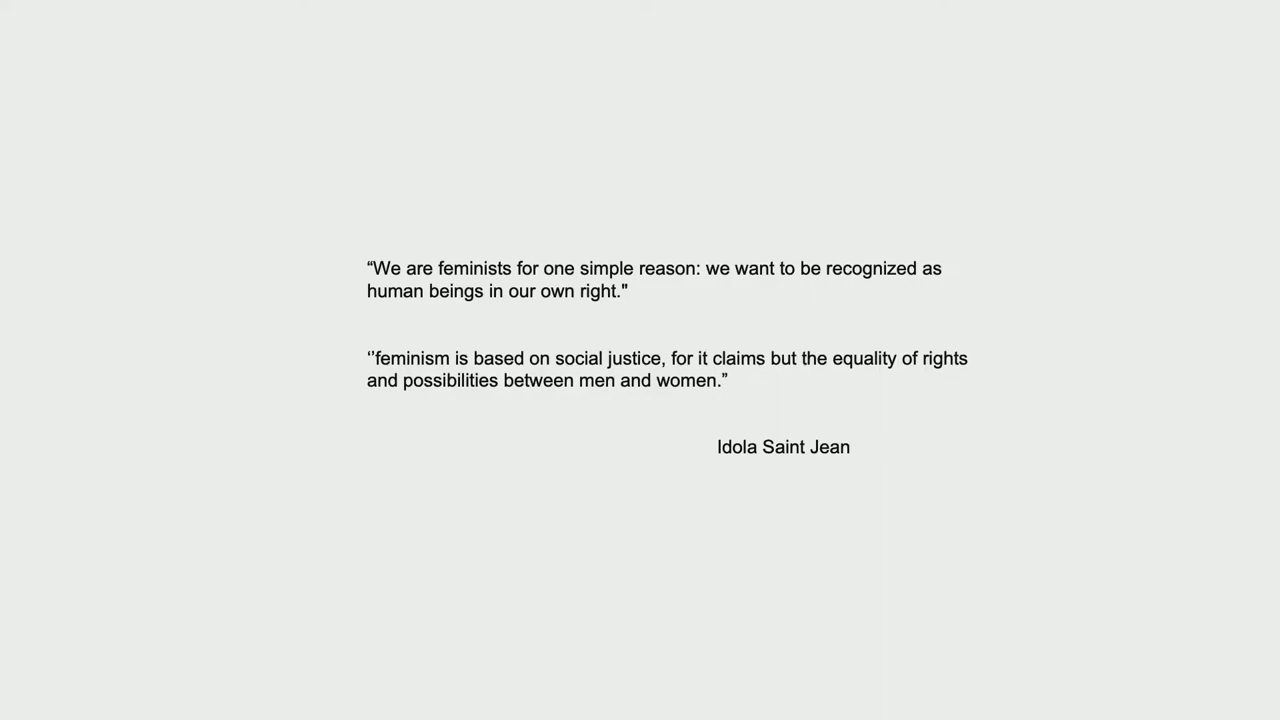 “We are feminists for one simple reason: we want to be recognized as
human beings in our own right."
‘’feminism is based on social justice, for it claims but the equality of rights
and possibilities between men and women.”
Idola Saint Jean